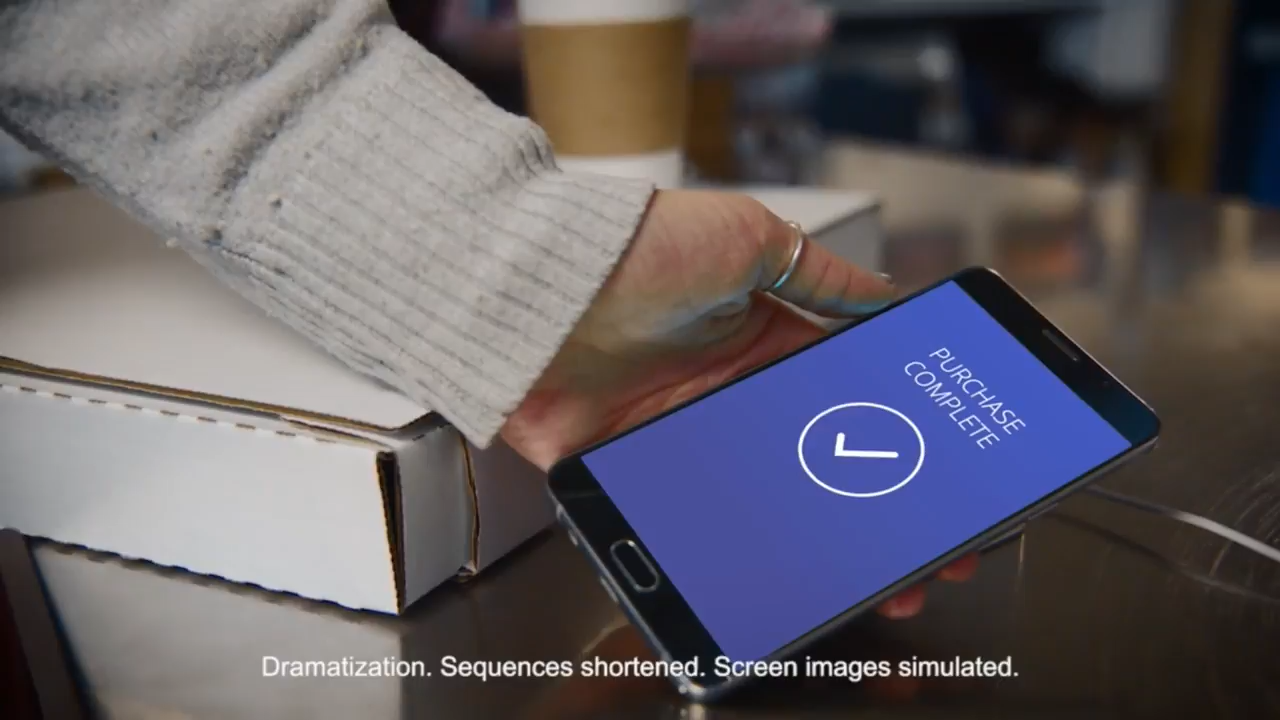 PURCHASE
COMPLETE
Dramatization. Sequences shortened. Screen images simulated.